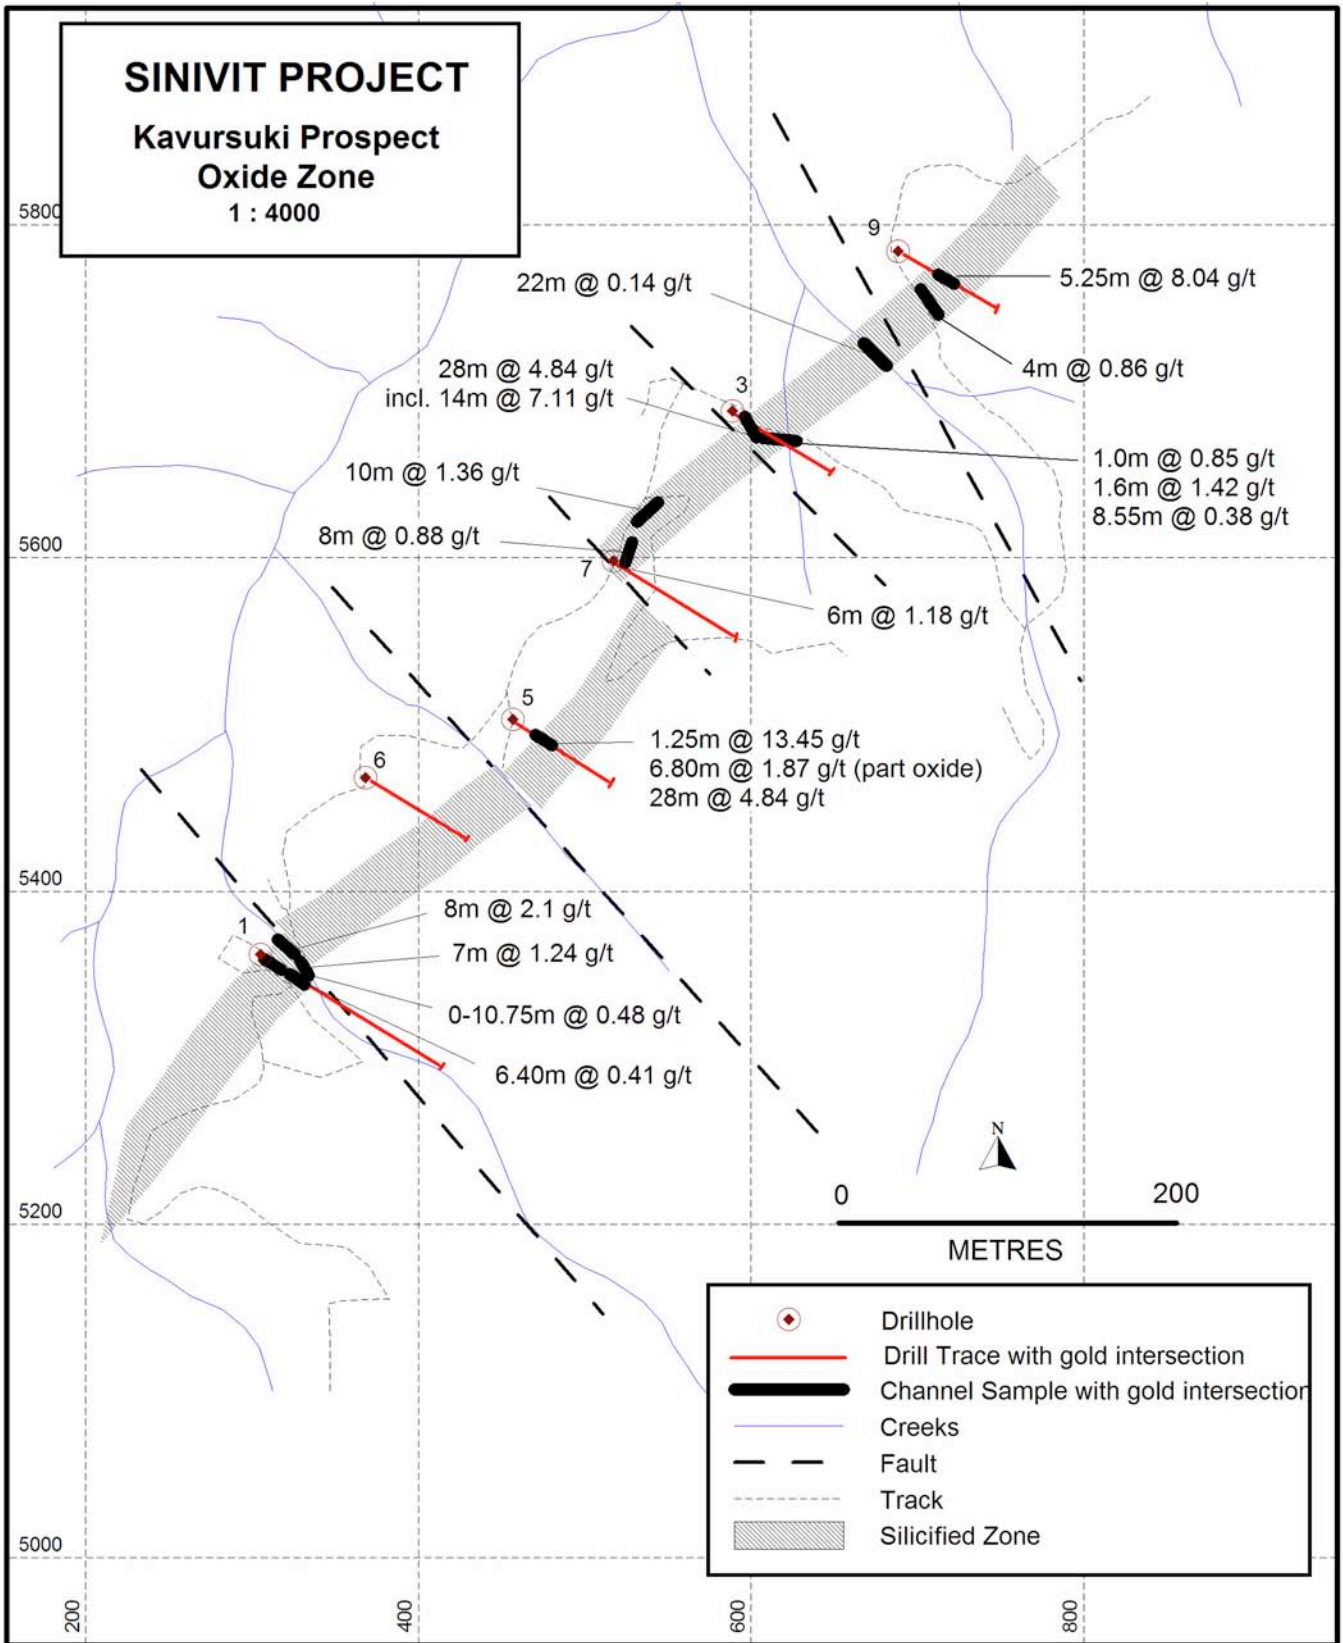 SINIVIT PROJECT
Kavursuki Prospect
Oxide Zone
1 : 4000
5800
9
22m @ 0.14 g/t
5.25m @ 8.04 g/t
28m @ 4.84 g/t
incl. 14m @ 7.11 g/t
3
4m @ 0.86 g/t
10m @ 1.36 g/t
1.0m @ 0.85 g/t
1.6m @ 1.42 g/t
8.55m @ 0.38 g/t
8m @ 0.88 g/t
5600
7
6m @ 1.18 g/t
5
6
1.25m @ 13.45 g/t
6.80m @ 1.87 g/t (part oxide)
28m @ 4.84 g/t
5400
1
8m @ 2.1 g/t
7m @ 1.24 g/t
0-10.75m @ 0.48 g/t
6.40m @ 0.41 g/t
N
0 200
METRES
5200
Drillhole
Drill Trace with gold intersection
Channel Sample with gold intersection
Creeks
Fault
Track
Silicified Zone
5000
200
400
600
800